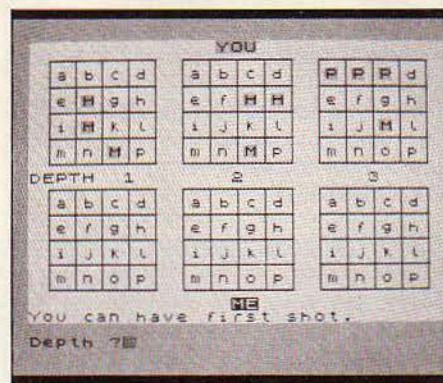 YOU
a b c d a b c d P P P d
e M g h e f M M e f g h
i M k l i j k l i j M l
m n M p m n M p m n o p
DEPTH 1 2 3
a b c d a b c d a b c d
e f g h e f g h e f g h
i j k l i j k l i j k l
m n o p m n o p m n o p
ME
You can have first shot.
Depth ?